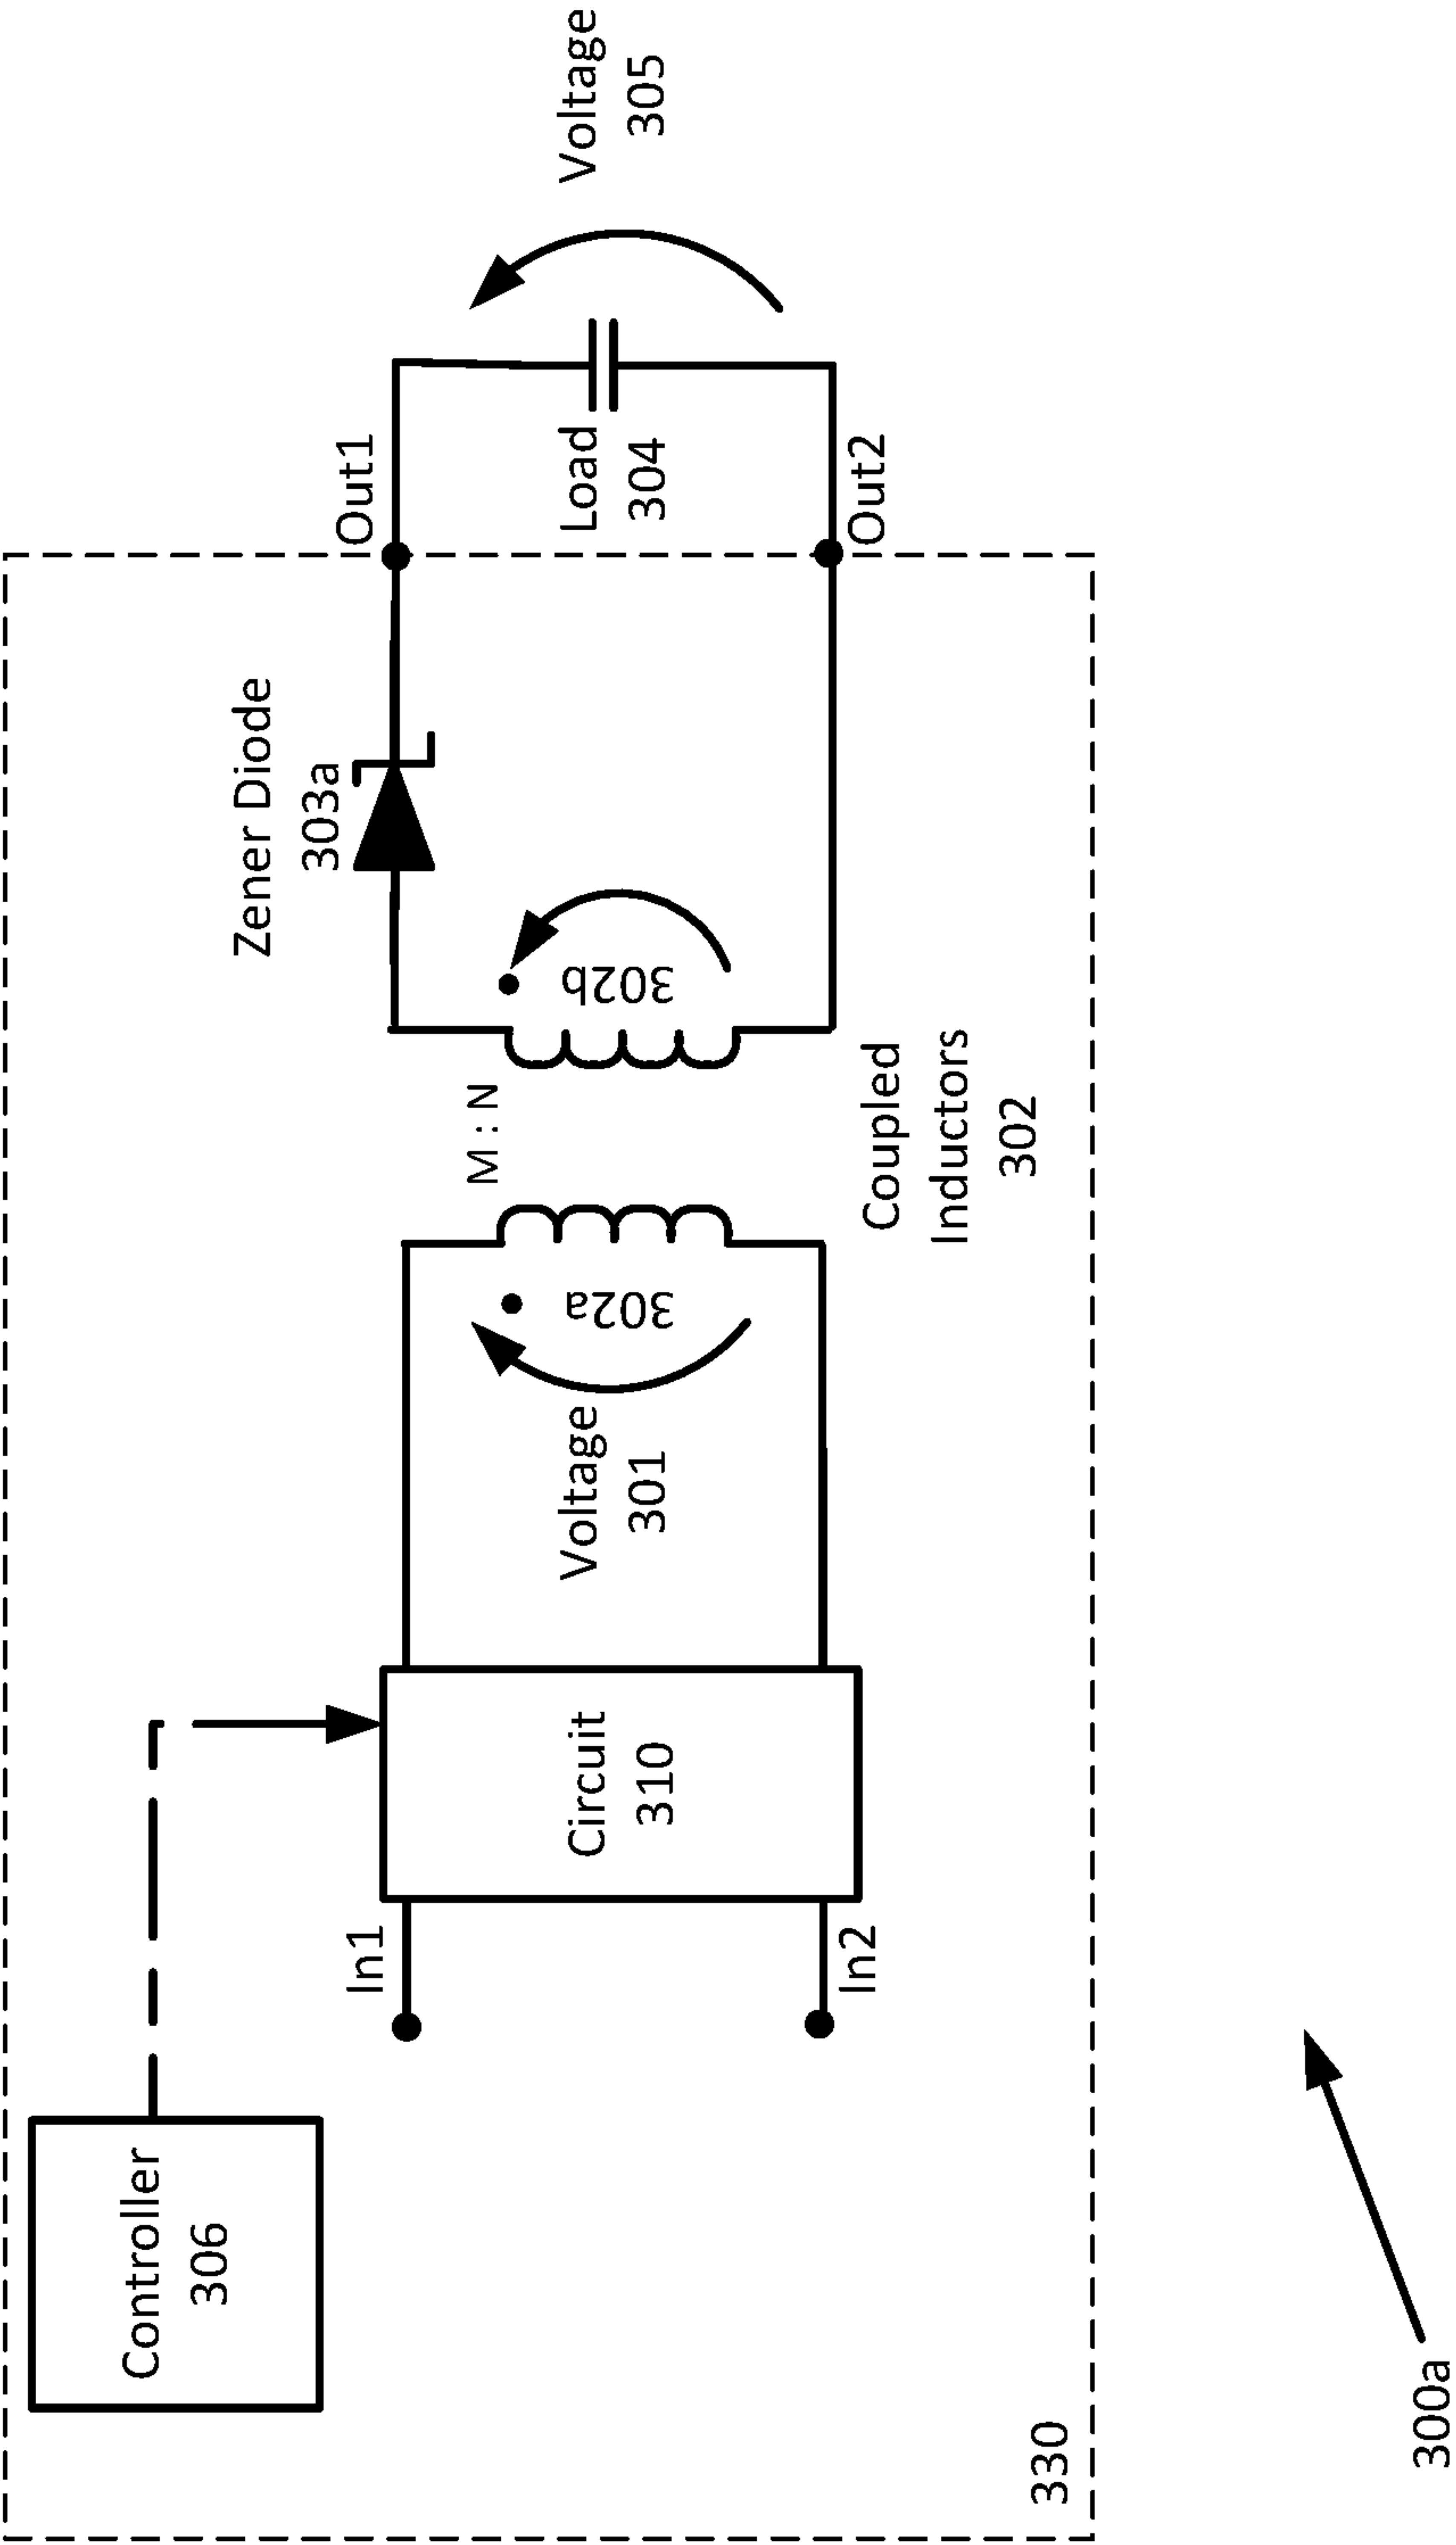 Controller
306
In1
In2
Circuit
310
Voltage
301
302a
M : N
302b
Coupled
Inductors
302
Zener Diode
303a
Out1
Out2
Load
304
Voltage
305
330
300a